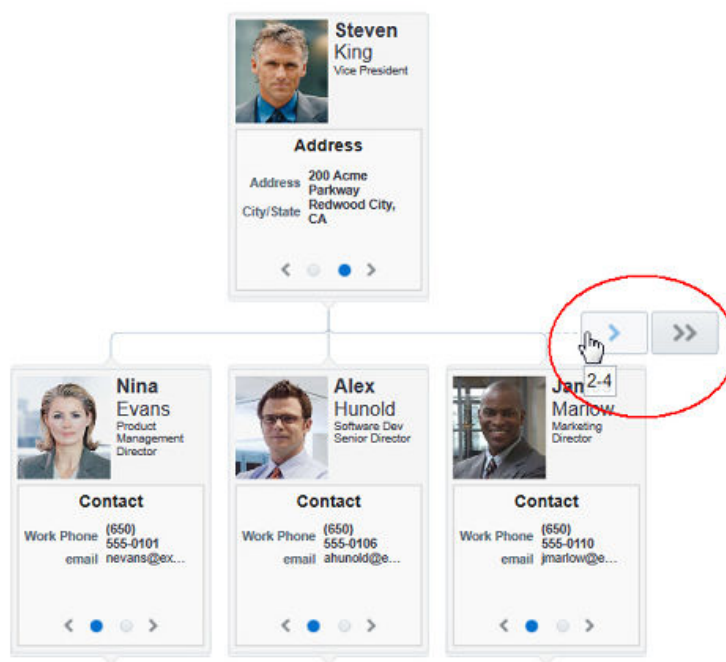 Steven
King
Vice President
Address
Address 200 Acme
Parkway
City/State Redwood City,
CA
2-4
Nina
Evans
Product
Management
Director
Contact
Work Phone (650)
555-0101
email nevans@ex...
Alex
Hunold
Software Dev
Senior Director
Contact
Work Phone (650)
555-0106
email ahunold@e...
Marlow
Marketing
Director
Contact
Work Phone (650)
555-0110
email jmarlow@e...